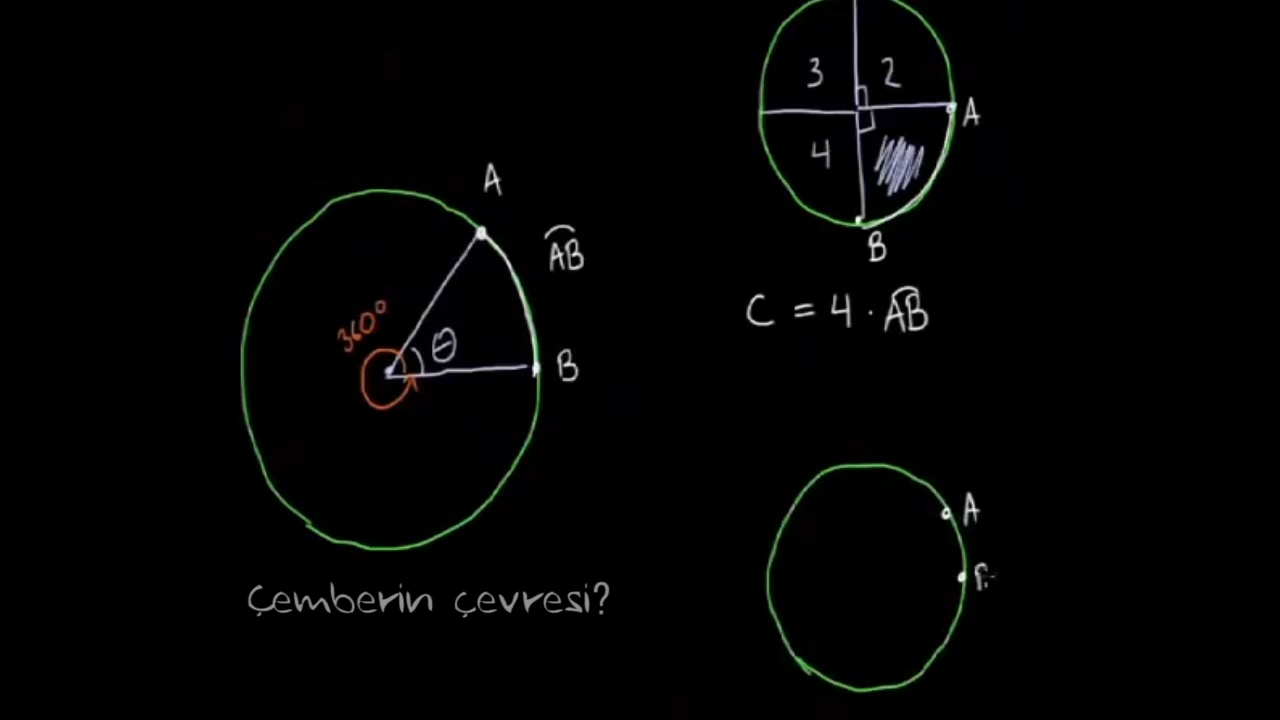 A
AB
360°
θ
B
Çemberin çevresi?
3 2
A
4
B
C = 4 · AB
A